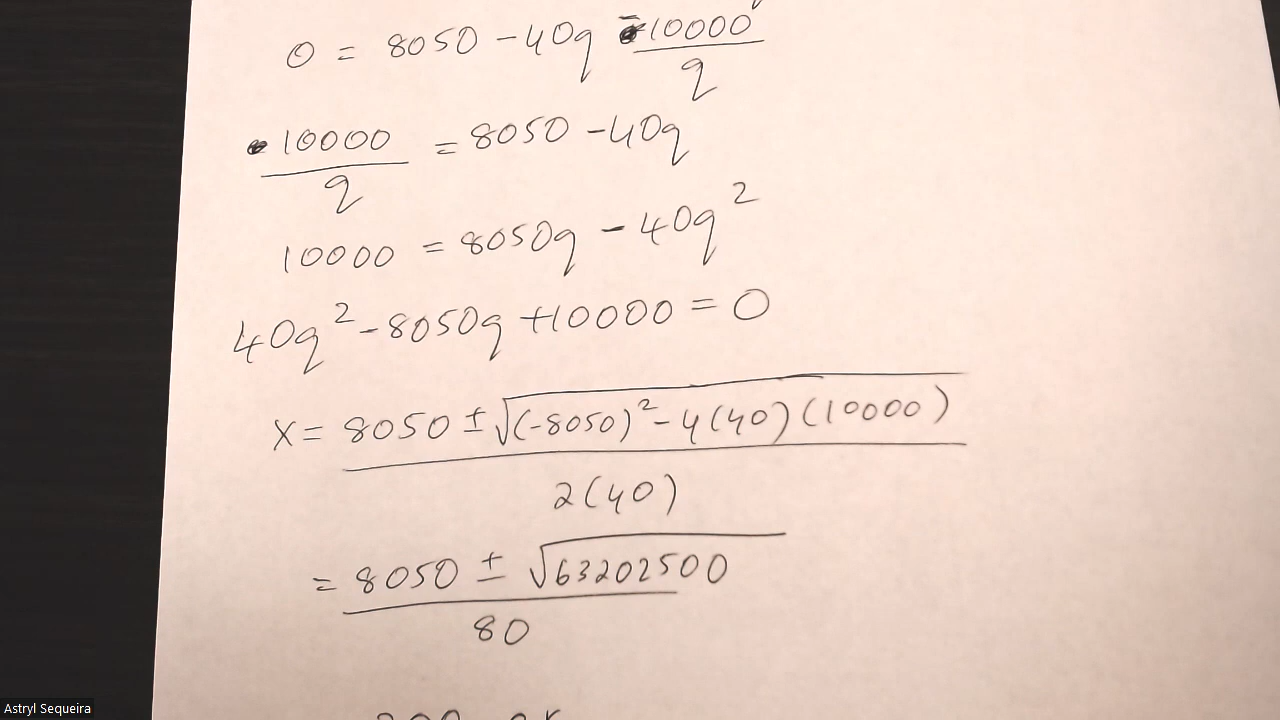 0 = 8050 - 40q - 10000/q
10000/q = 8050 - 40q
10000 = 8050q - 40q²
40q² - 8050q + 10000 = 0
x = 8050 ± √(-8050)² - 4(40)(10000) / 2(40)
= 8050 ± √63202500 / 80
Astryl Sequeira